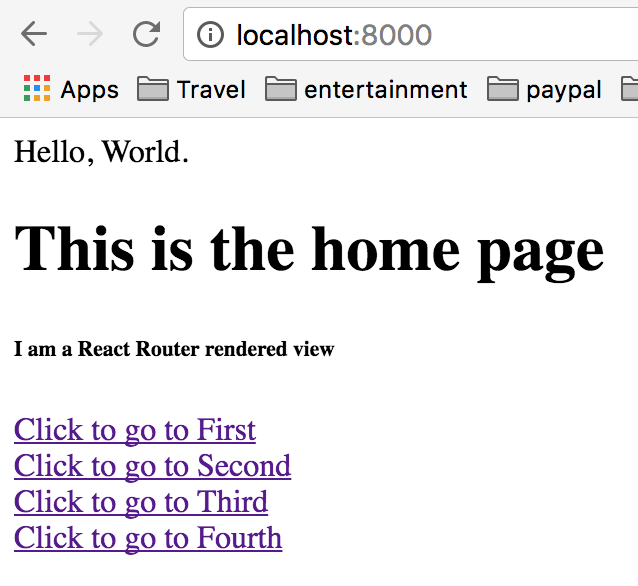 localhost:8000
Apps Travel entertainment paypal
Hello, World.
This is the home page
I am a React Router rendered view
Click to go to First
Click to go to Second
Click to go to Third
Click to go to Fourth